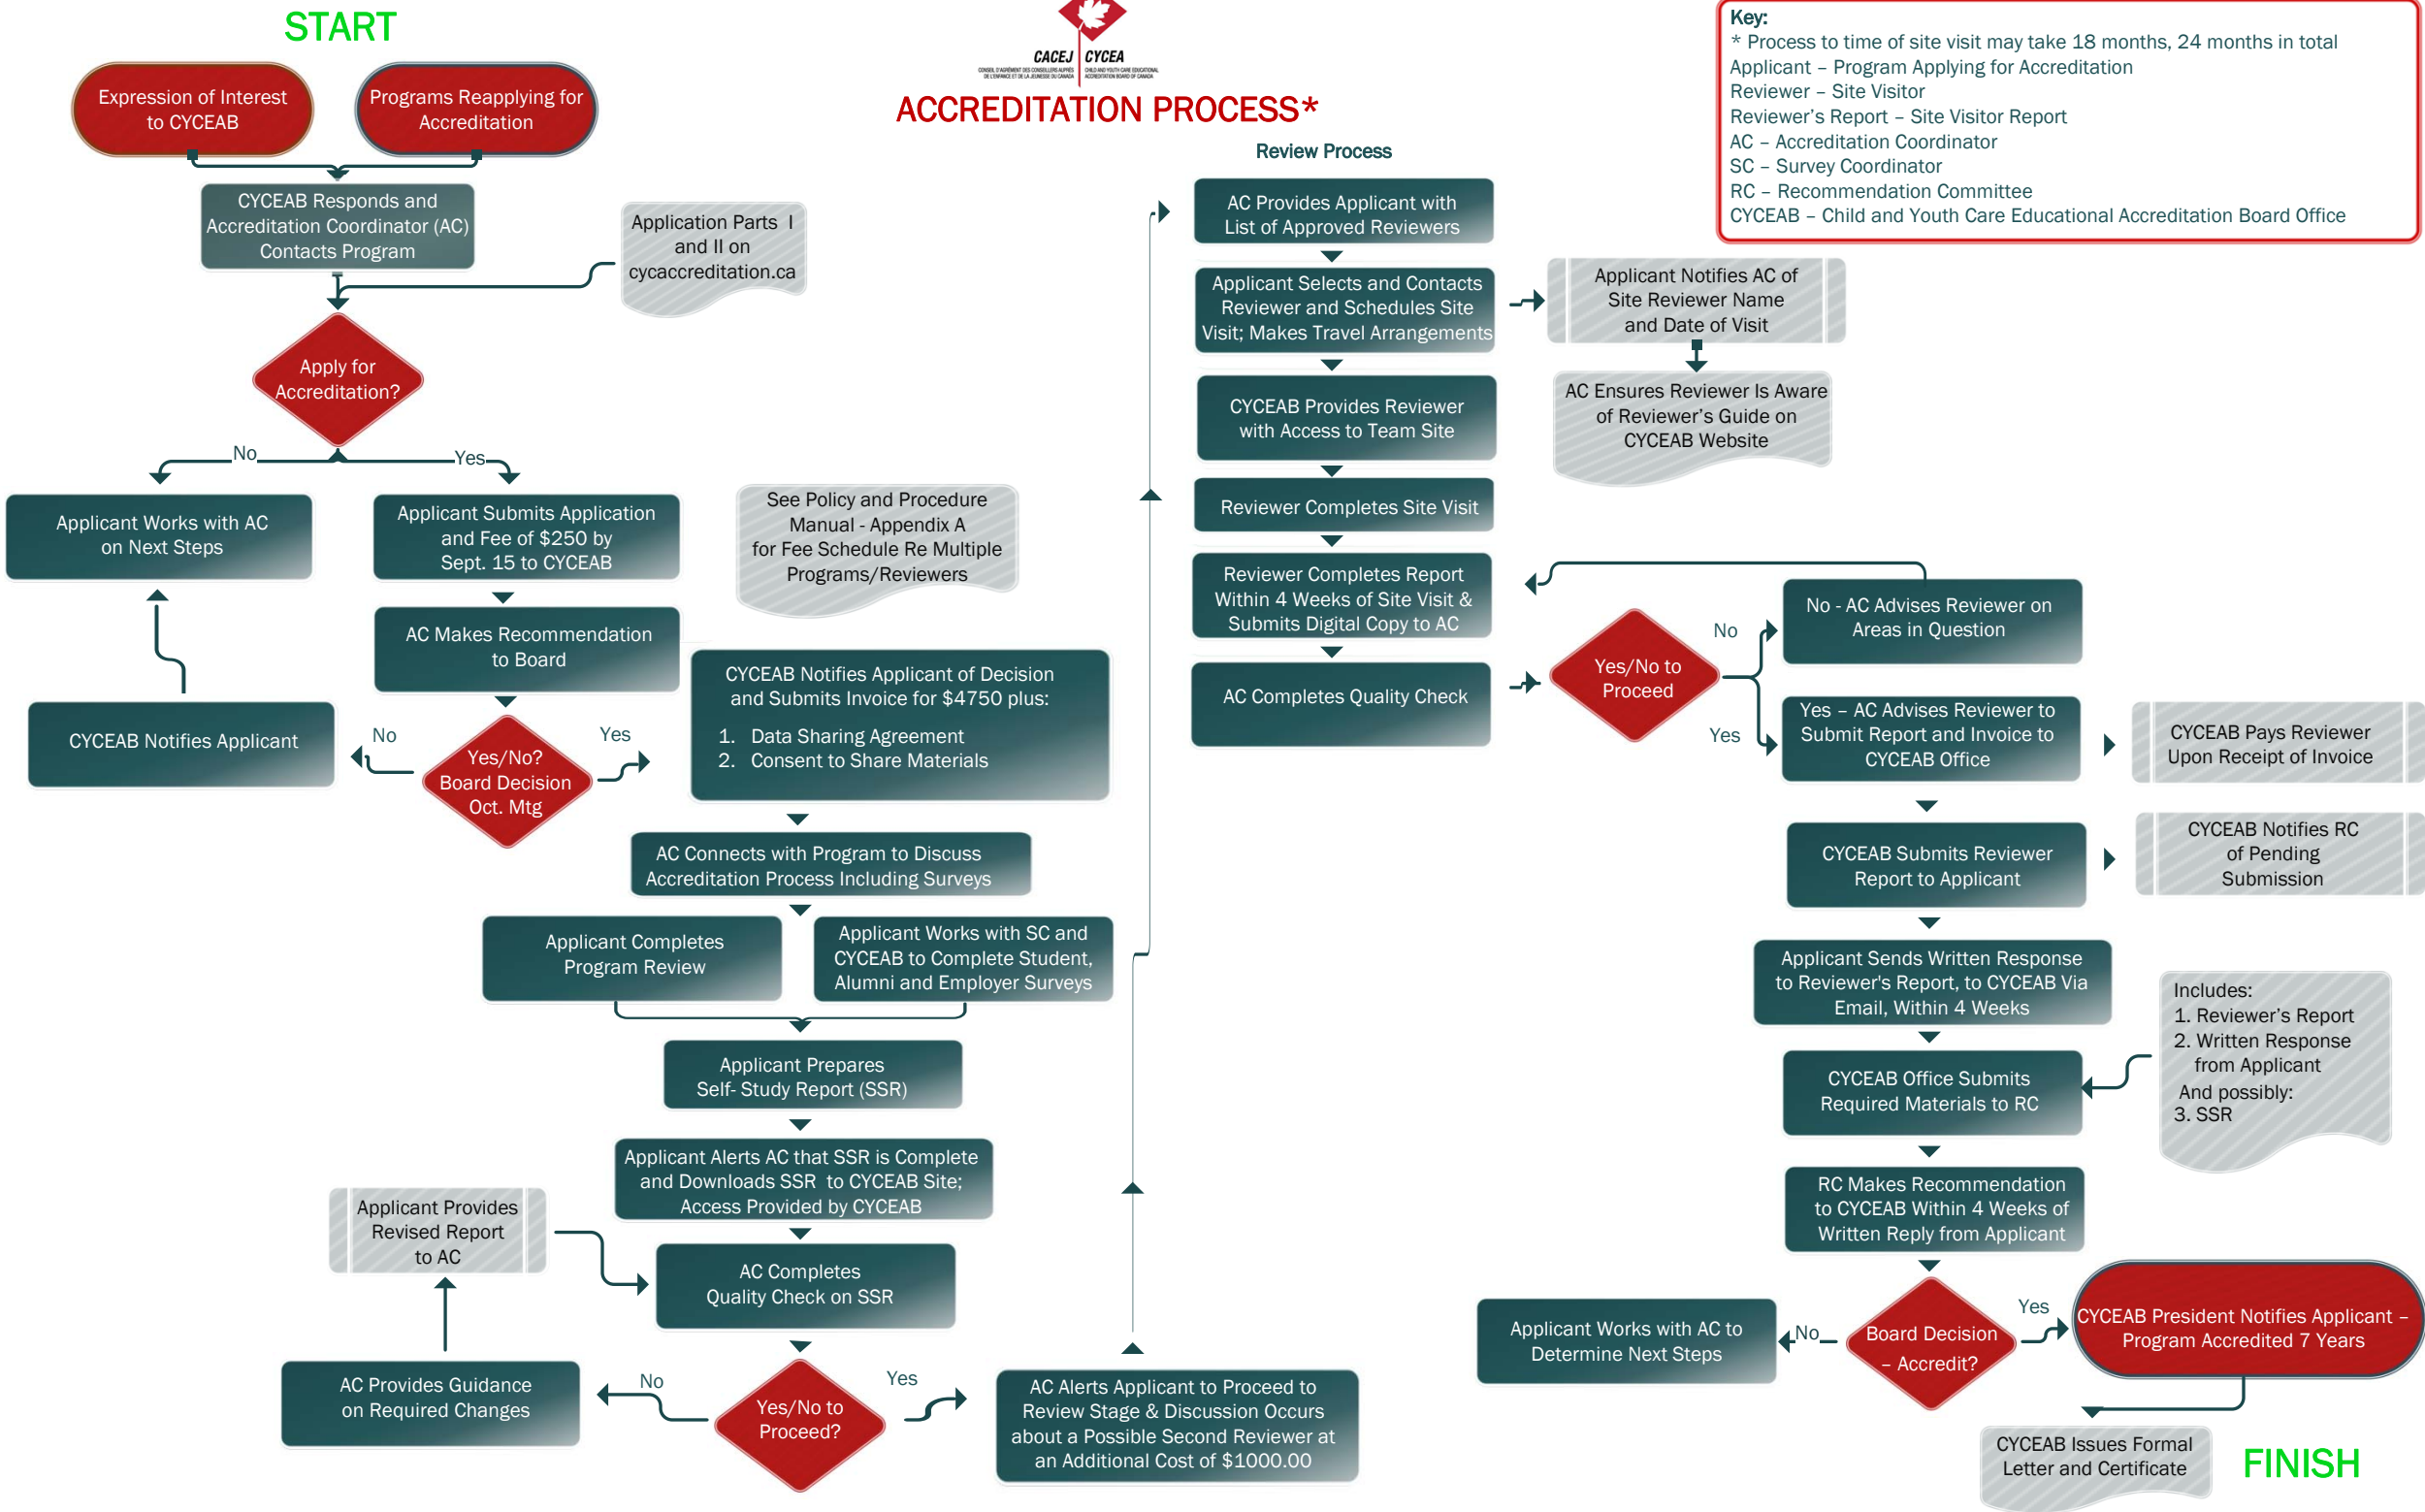 START
Expression of Interest
to CYCEAB
Programs Reapplying for
Accreditation
CYCEAB Responds and
Accreditation Coordinator (AC)
Contacts Program
Application Parts I
and II on
cycaccreditation.ca
Apply for
Accreditation?
No
Yes
Applicant Works with AC
on Next Steps
Applicant Submits Application
and Fee of $250 by
Sept. 15 to CYCEAB
See Policy and Procedure
Manual - Appendix A
for Fee Schedule Re Multiple
Programs/Reviewers
AC Makes Recommendation
to Board
CYCEAB Notifies Applicant
No
Yes/No?
Board Decision
Oct. Mtg
Yes
CYCEAB Notifies Applicant of Decision
and Submits Invoice for $4750 plus:
1. Data Sharing Agreement
2. Consent to Share Materials
AC Connects with Program to Discuss
Accreditation Process Including Surveys
Applicant Completes
Program Review
Applicant Works with SC and
CYCEAB to Complete Student,
Alumni and Employer Surveys
Applicant Prepares
Self- Study Report (SSR)
Applicant Alerts AC that SSR is Complete
and Downloads SSR to CYCEAB Site;
Access Provided by CYCEAB
Applicant Provides
Revised Report
to AC
AC Completes
Quality Check on SSR
AC Provides Guidance
on Required Changes
No
Yes/No to
Proceed?
Yes
AC Alerts Applicant to Proceed to
Review Stage & Discussion Occurs
about a Possible Second Reviewer at
an Additional Cost of $1000.00
CACEJ CYCEA
CONSEIL D'AGRÉMENT DES CONSEILLERS AUPRÈS
DE L'ENFANCE ET DE LA JEUNESSE DU CANADA
CHILD AND YOUTH CARE EDUCATIONAL
ACCREDITATION BOARD OF CANADA
ACCREDITATION PROCESS*
Key:
* Process to time of site visit may take 18 months, 24 months in total
Applicant – Program Applying for Accreditation
Reviewer – Site Visitor
Reviewer's Report – Site Visitor Report
AC – Accreditation Coordinator
SC – Survey Coordinator
RC – Recommendation Committee
CYCEAB – Child and Youth Care Educational Accreditation Board Office
Review Process
AC Provides Applicant with
List of Approved Reviewers
Applicant Selects and Contacts
Reviewer and Schedules Site
Visit; Makes Travel Arrangements
Applicant Notifies AC of
Site Reviewer Name
and Date of Visit
AC Ensures Reviewer Is Aware
of Reviewer's Guide on
CYCEAB Website
CYCEAB Provides Reviewer
with Access to Team Site
Reviewer Completes Site Visit
Reviewer Completes Report
Within 4 Weeks of Site Visit &
Submits Digital Copy to AC
AC Completes Quality Check
Yes/No to
Proceed
No
No - AC Advises Reviewer on
Areas in Question
Yes
Yes – AC Advises Reviewer to
Submit Report and Invoice to
CYCEAB Office
CYCEAB Pays Reviewer
Upon Receipt of Invoice
CYCEAB Submits Reviewer
Report to Applicant
CYCEAB Notifies RC
of Pending
Submission
Applicant Sends Written Response
to Reviewer's Report, to CYCEAB Via
Email, Within 4 Weeks
CYCEAB Office Submits
Required Materials to RC
Includes:
1. Reviewer's Report
2. Written Response
from Applicant
And possibly:
3. SSR
RC Makes Recommendation
to CYCEAB Within 4 Weeks of
Written Reply from Applicant
Applicant Works with AC to
Determine Next Steps
No
Board Decision
– Accredit?
Yes
CYCEAB President Notifies Applicant –
Program Accredited 7 Years
CYCEAB Issues Formal
Letter and Certificate
FINISH